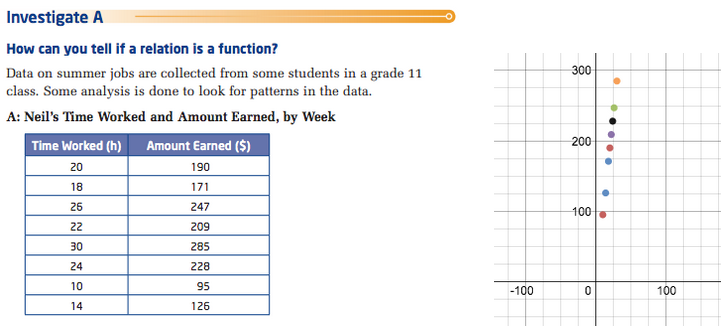 Investigate A
How can you tell if a relation is a function?
Data on summer jobs are collected from some students in a grade 11
class. Some analysis is done to look for patterns in the data.
A: Neil's Time Worked and Amount Earned, by Week
Time Worked (h) Amount Earned ($)
20 190
18 171
26 247
22 209
30 285
24 228
10 95
14 126
300
200
100
-100 0 100